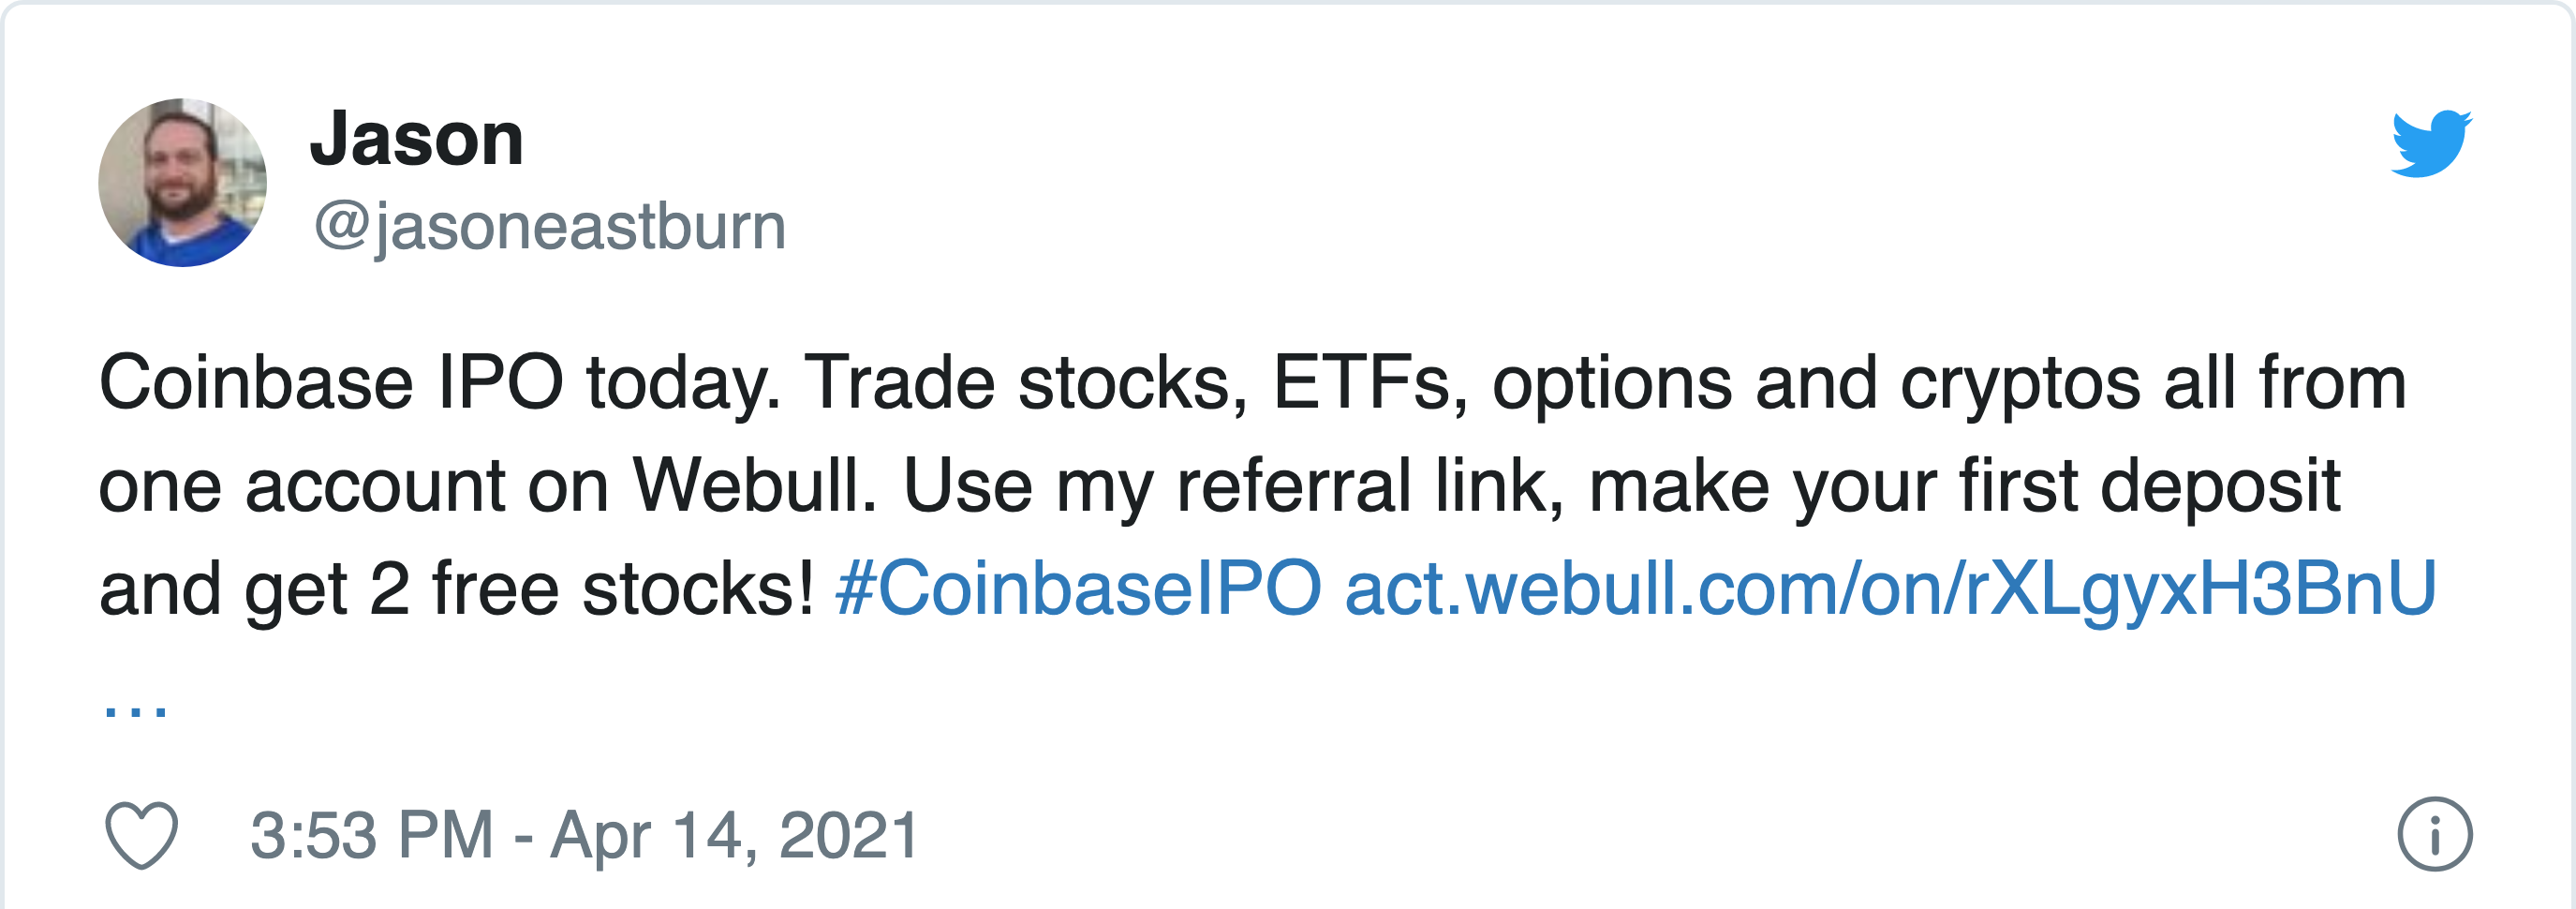 Jason
@jasoneastburn
Coinbase IPO today. Trade stocks, ETFs, options and cryptos all from
one account on Webull. Use my referral link, make your first deposit
and get 2 free stocks! #CoinbaseIPO act.webull.com/on/rXLgyxH3BnU
…
3:53 PM - Apr 14, 2021